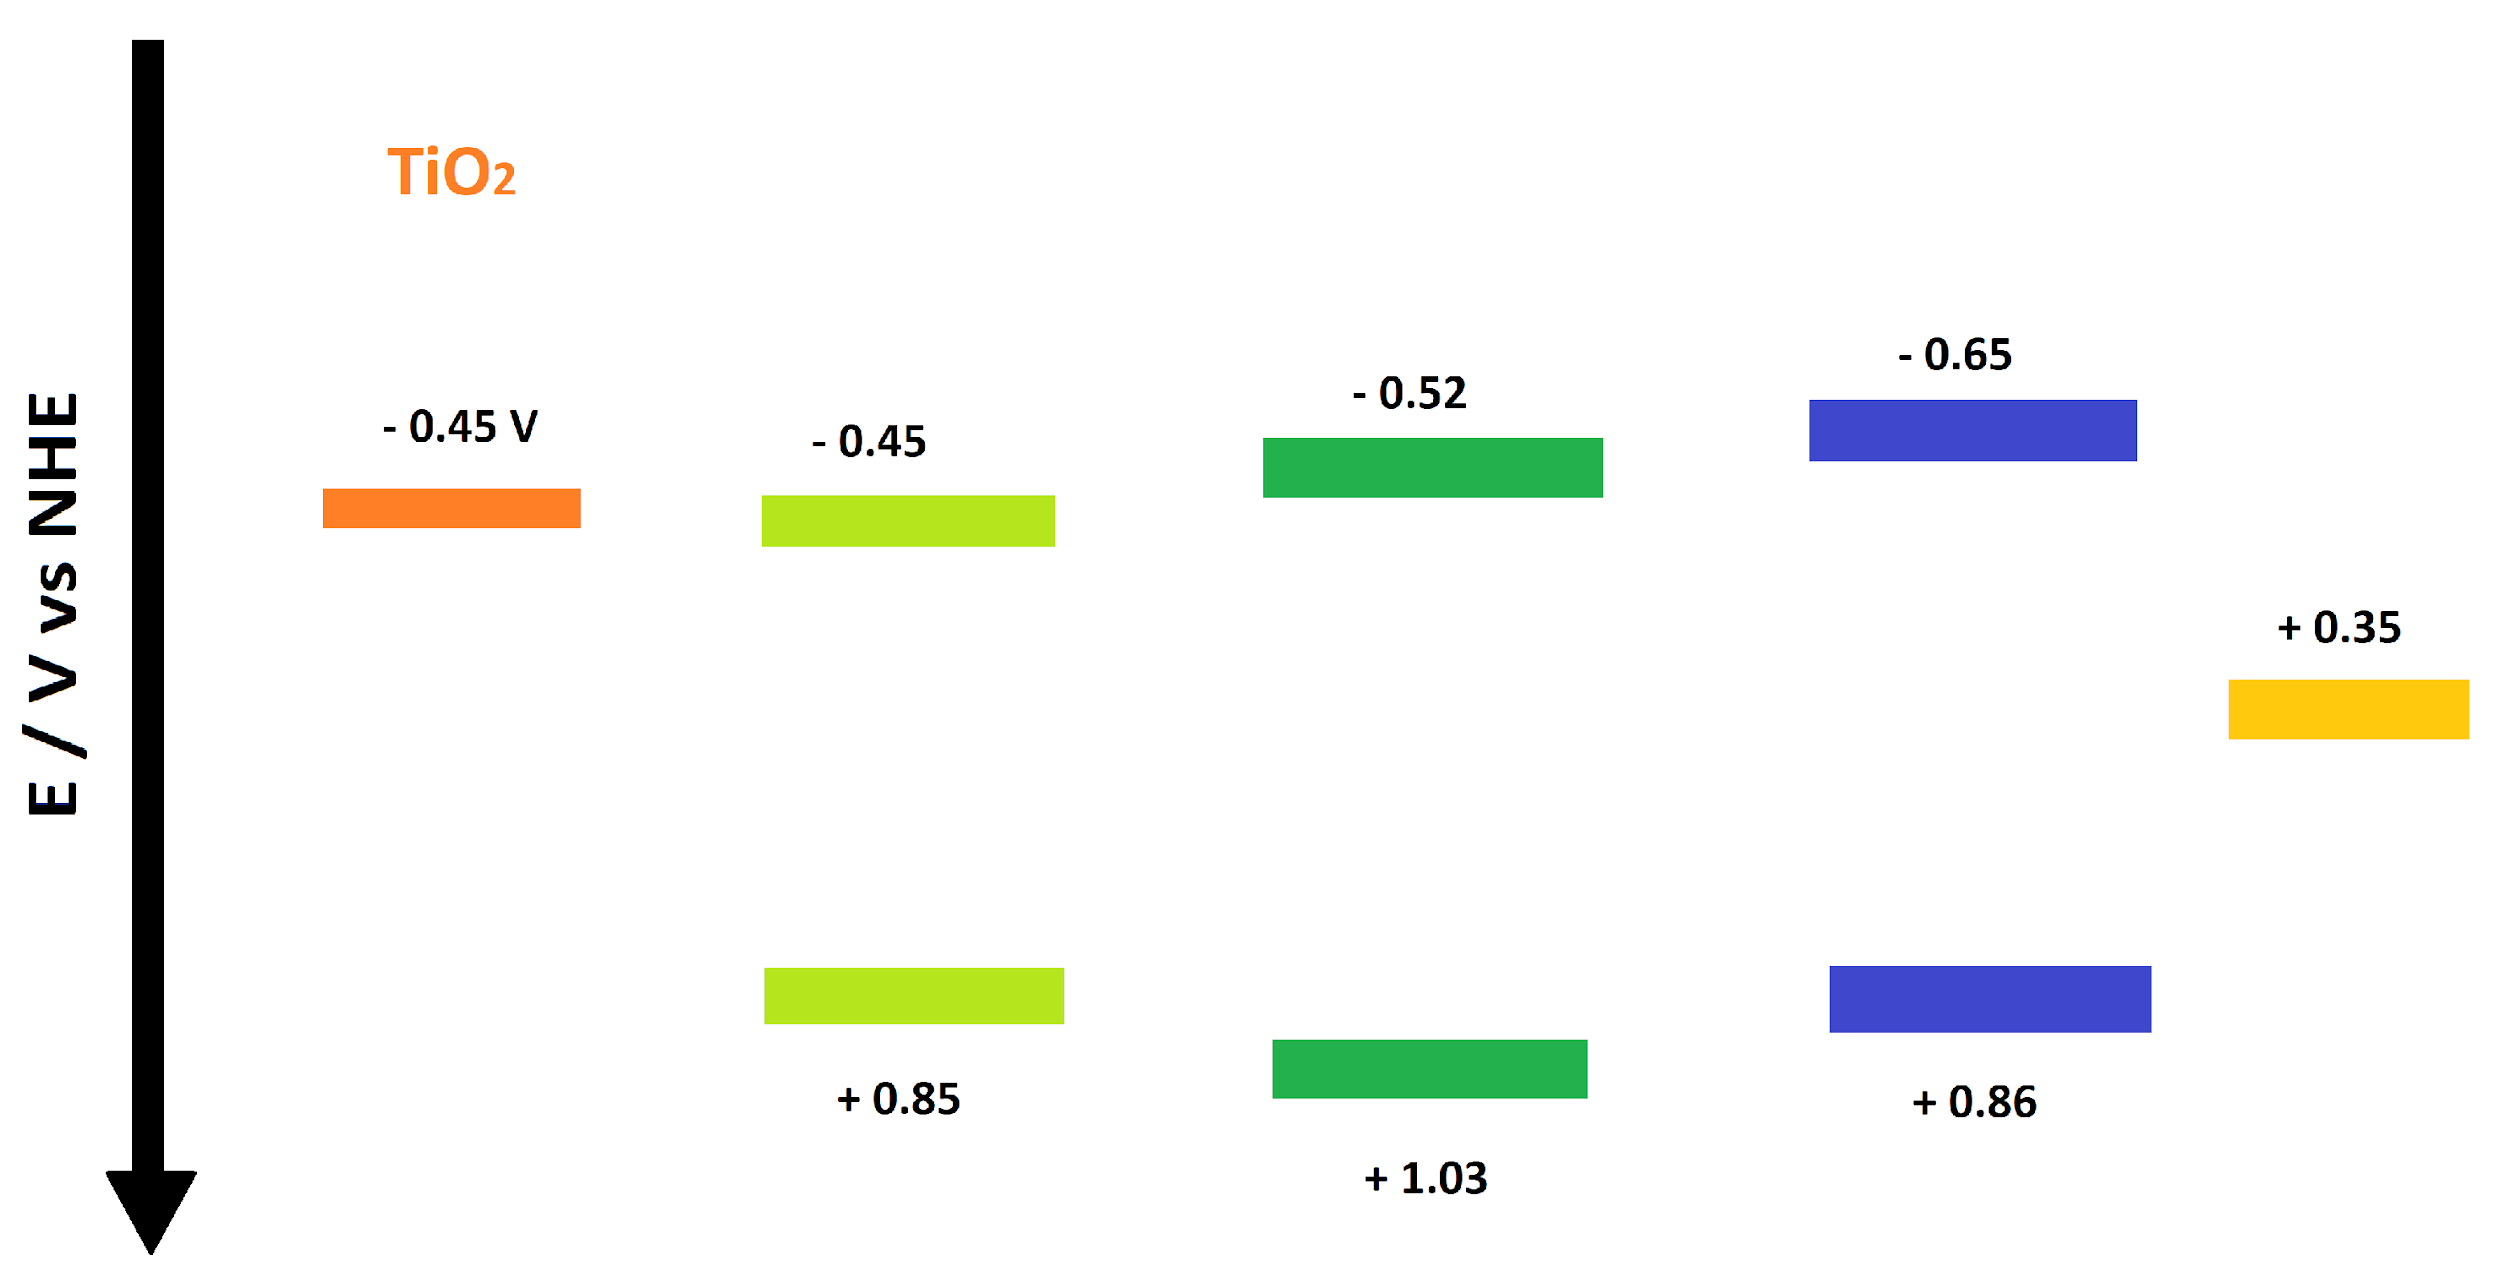 E / V vs NHE
TiO₂
- 0.45 V
- 0.45
- 0.52
- 0.65
+ 0.35
+ 0.85
+ 1.03
+ 0.86